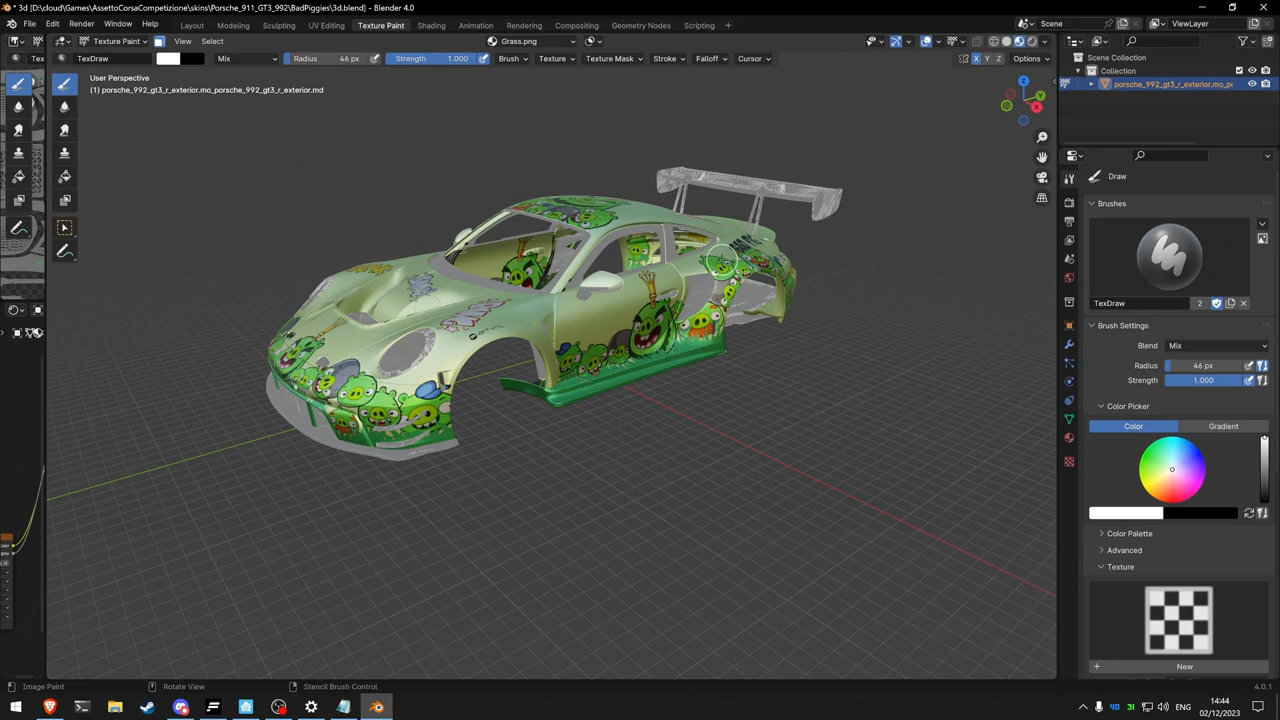 * 3d [D:\cloud\Games\AssettoCorsaCompetizione\skins\Porsche_911_GT3_992\BadPiggies\3d.blend] - Blender 4.0
File Edit Render Window Help Layout Modeling Sculpting UV Editing Texture Paint Shading Animation Rendering Compositing Geometry Nodes Scripting + Scene ViewLayer
Texture Paint View Select Grass.png
Tex TexDraw Mix Radius 46 px Strength 1.000 Brush Texture Texture Mask Stroke Falloff Cursor X Y Z Options
User Perspective
(1) porsche_992_gt3_r_exterior.mo_porsche_992_gt3_r_exterior.md
Z
Y
X
Scene Collection
Collection
porsche_992_gt3_r_exterior.mo_po
Draw
Brushes
TexDraw 2
Brush Settings
Blend Mix
Radius 46 px
Strength 1.000
Color Picker
Color Gradient
Color Palette
Advanced
Texture
+ New
Image Paint Rotate View Stencil Brush Control 4.0.1
40 31 ENG 14:44
02/12/2023